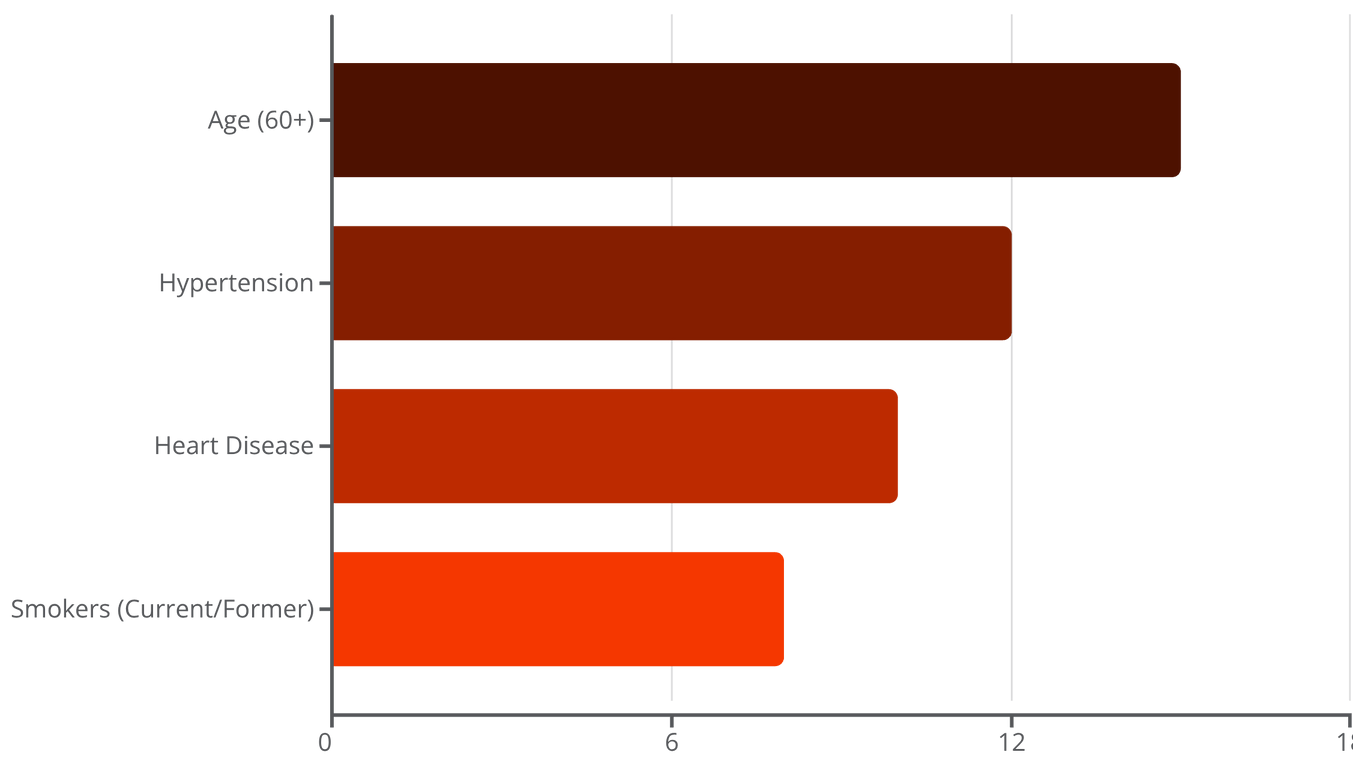 Age (60+)
Hypertension
Heart Disease
Smokers (Current/Former)
0 6 12